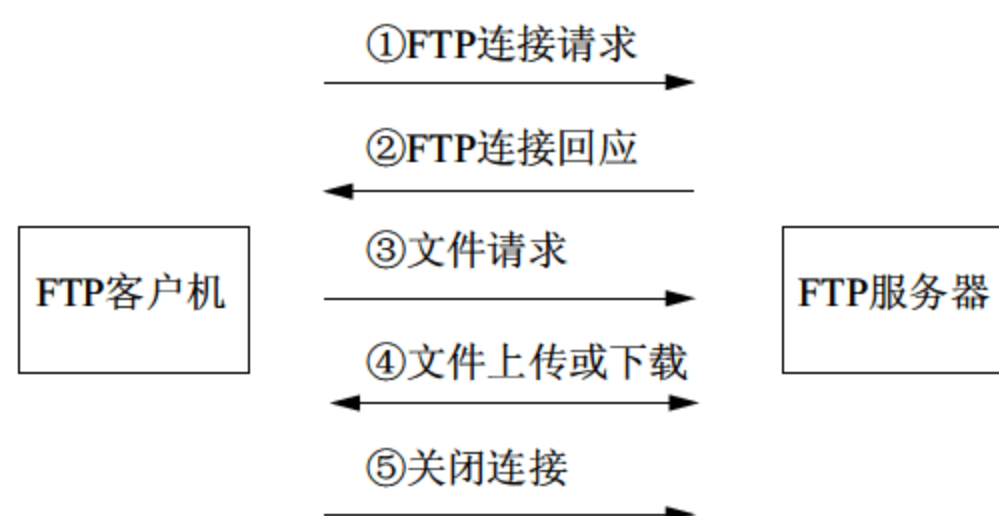 ①FTP连接请求
②FTP连接回应
③文件请求
FTP客户机
FTP服务器
④文件上传或下载
⑤关闭连接